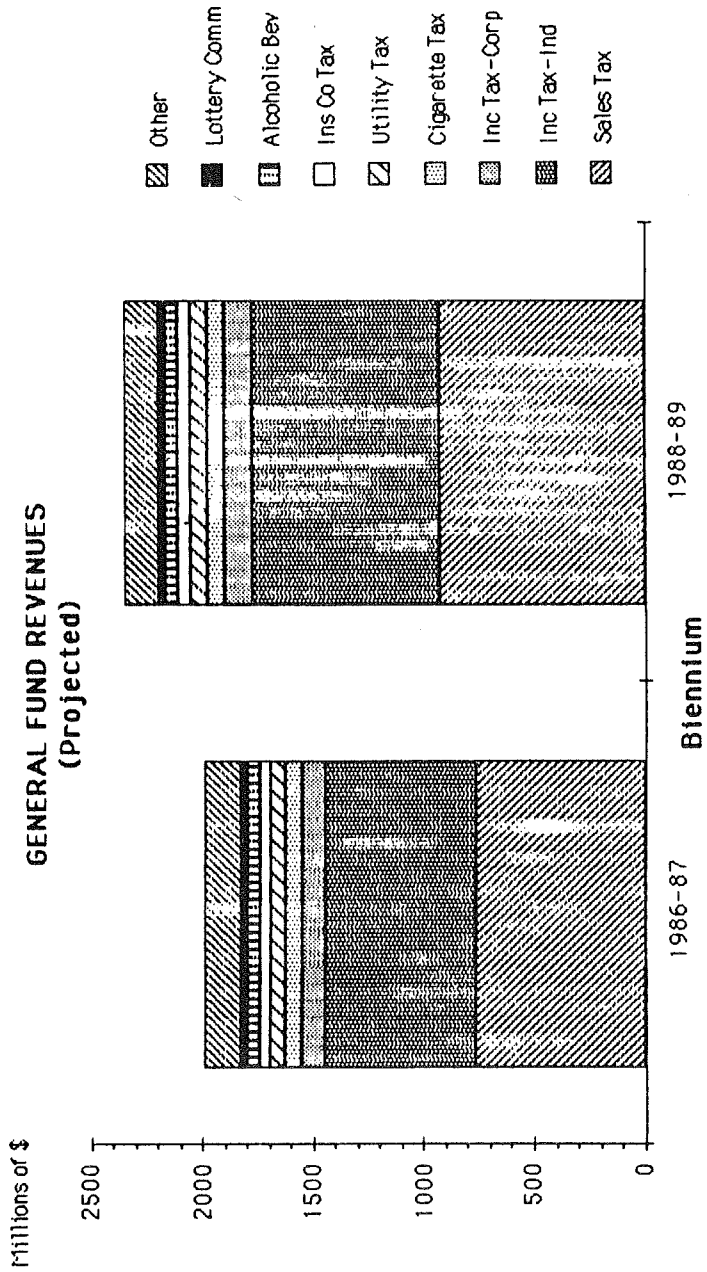 GENERAL FUND REVENUES
(Projected)
Millions of $
2500
2000
1500
1000
500
0
1986-87
1988-89
Biennium
Other
Lottery Comm
Alcoholic Bev
Ins Co Tax
Utility Tax
Cigarette Tax
Inc Tax-Corp
Inc Tax-Ind
Sales Tax